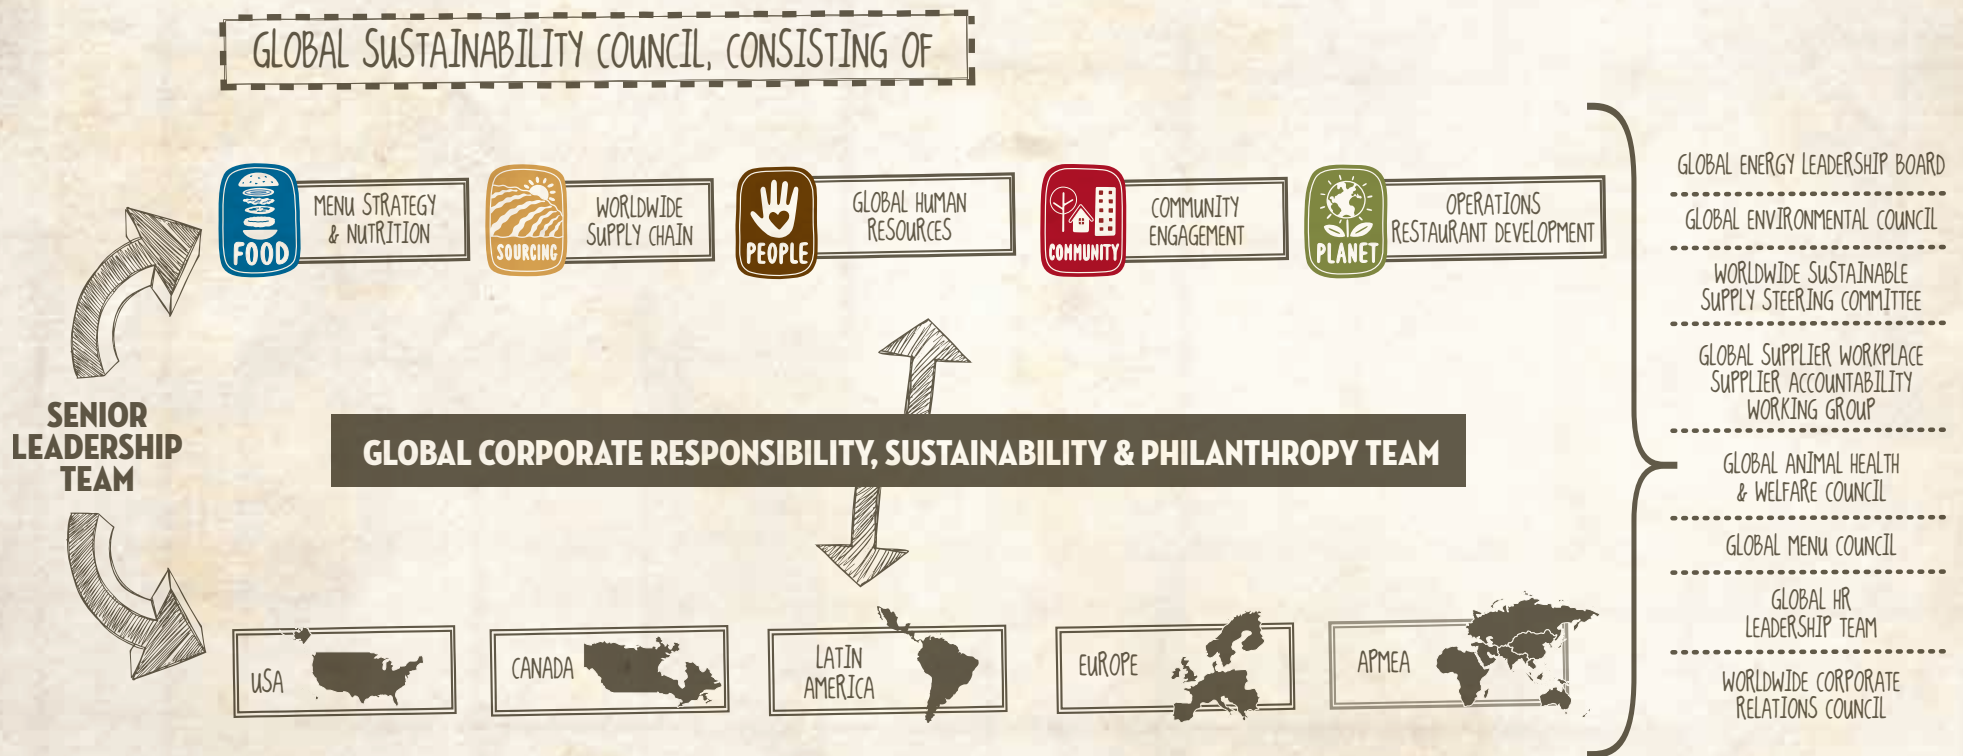 GLOBAL SUSTAINABILITY COUNCIL, CONSISTING OF
FOOD
MENU STRATEGY
& NUTRITION
SOURCING
WORLDWIDE
SUPPLY CHAIN
PEOPLE
GLOBAL HUMAN
RESOURCES
COMMUNITY
COMMUNITY
ENGAGEMENT
PLANET
OPERATIONS
RESTAURANT DEVELOPMENT
SENIOR
LEADERSHIP
TEAM
GLOBAL CORPORATE RESPONSIBILITY, SUSTAINABILITY & PHILANTHROPY TEAM
USA
CANADA
LATIN
AMERICA
EUROPE
APMEA
GLOBAL ENERGY LEADERSHIP BOARD
GLOBAL ENVIRONMENTAL COUNCIL
WORLDWIDE SUSTAINABLE
SUPPLY STEERING COMMITTEE
GLOBAL SUPPLIER WORKPLACE
SUPPLIER ACCOUNTABILITY
WORKING GROUP
GLOBAL ANIMAL HEALTH
& WELFARE COUNCIL
GLOBAL MENU COUNCIL
GLOBAL HR
LEADERSHIP TEAM
WORLDWIDE CORPORATE
RELATIONS COUNCIL